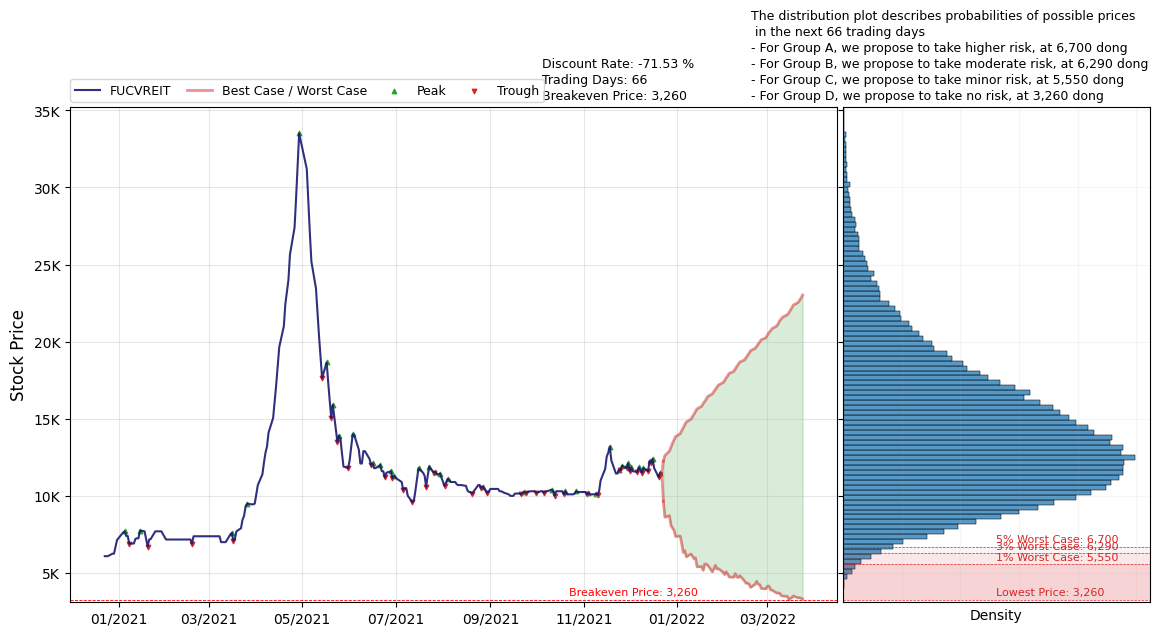 The distribution plot describes probabilities of possible prices
in the next 66 trading days
- For Group A, we propose to take higher risk, at 6,700 dong
- For Group B, we propose to take moderate risk, at 6,290 dong
- For Group C, we propose to take minor risk, at 5,550 dong
- For Group D, we propose to take no risk, at 3,260 dong
Discount Rate: -71.53 %
Trading Days: 66
Breakeven Price: 3,260
FUCVREIT
Best Case / Worst Case
Peak
Trough
Stock Price
35K
30K
25K
20K
15K
10K
5K
Breakeven Price: 3,260
01/2021
03/2021
05/2021
07/2021
09/2021
11/2021
01/2022
03/2022
5% Worst Case: 6,700
3% Worst Case: 6,290
1% Worst Case: 5,550
Lowest Price: 3,260
Density